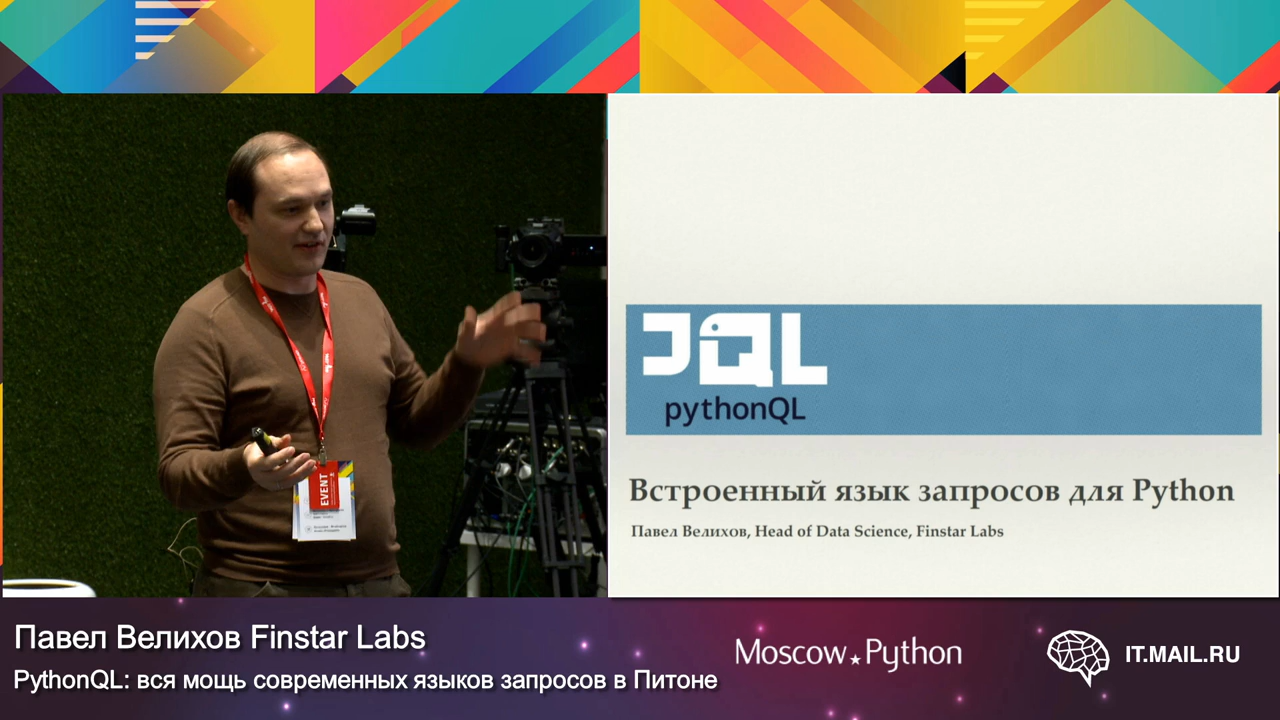 EVENT
JQL
pythonQL
Встроенный язык запросов для Python
Павел Велихов, Head of Data Science, Finstar Labs
Павел Велихов Finstar Labs
PythonQL: вся мощь современных языков запросов в Питоне
Moscow Python
IT.MAIL.RU